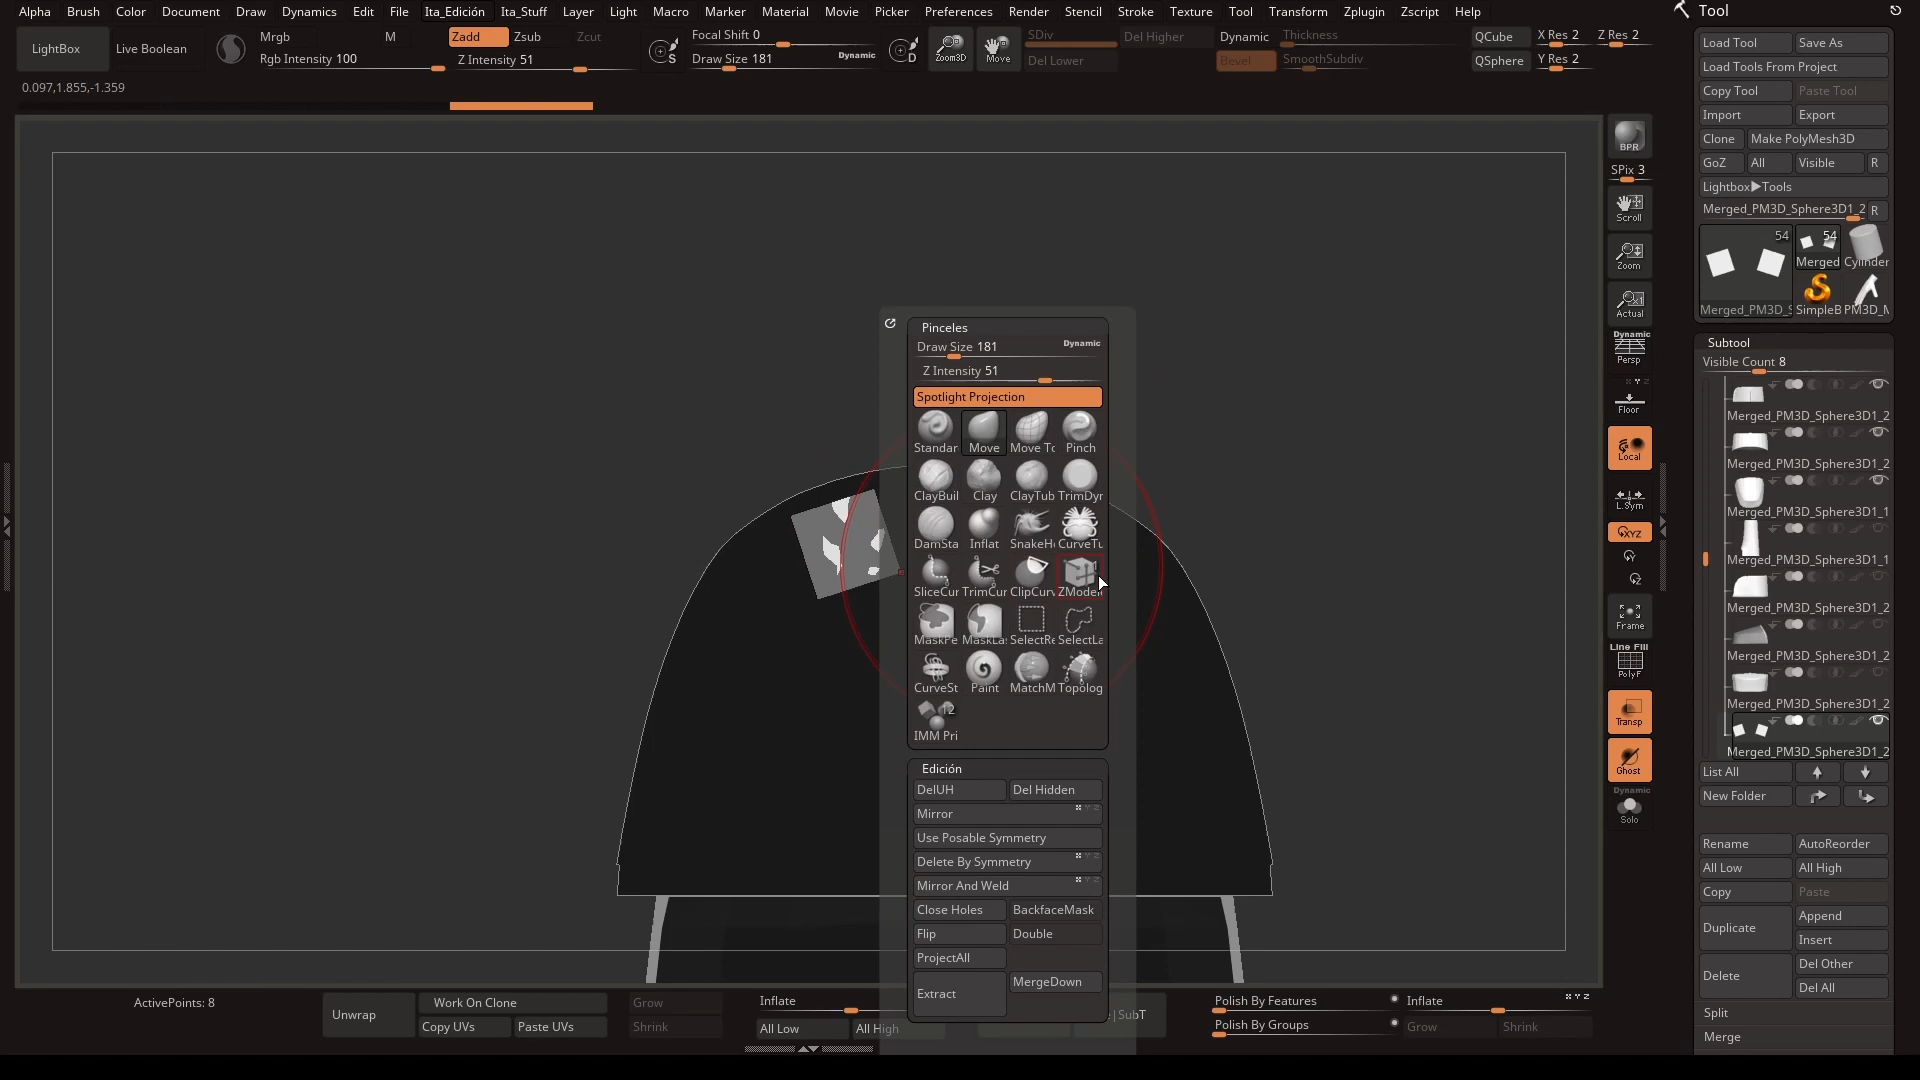 Alpha Brush Color Document Draw Dynamics Edit File Ita_Edición Ita_Stuff Layer Light Macro Marker Material Movie Picker Preferences Render Stencil Stroke Texture Tool Transform Zplugin Zscript Help
LightBox Live Boolean
Mrgb M Zadd Zsub Zcut
Rgb Intensity 100 Z Intensity 51
Focal Shift 0
Draw Size 181 Dynamic
S D
Zoom3D Move
SDiv Del Higher
Del Lower
Dynamic Thickness
Bevel SmoothSubdiv
QCube X Res 2 Z Res 2
QSphere Y Res 2
0.097,1.855,-1.359
Pinceles
Draw Size 181 Dynamic
Z Intensity 51
Spotlight Projection
Standar Move Move To Pinch
ClayBuil Clay ClayTub TrimDyr
DamSta Inflat SnakeH CurveTu
SliceCur TrimCur ClipCurv ZModel
MaskPe MaskLa SelectRe SelectLa
CurveSt Paint MatchM Topolog
12
IMM Pri
Edición
DelUH Del Hidden
Mirror
Use Posable Symmetry
Delete By Symmetry
Mirror And Weld
Close Holes BackfaceMask
Flip Double
ProjectAll
Extract MergeDown
BPR
SPix 3
Scroll
Zoom
Actual
Dynamic
Persp
Floor
Local
L.Sym
XYZ
Y
Z
Frame
Line Fill
PolyF
Transp
Ghost
Dynamic
Solo
Tool
Load Tool Save As
Load Tools From Project
Copy Tool Paste Tool
Import Export
Clone Make PolyMesh3D
GoZ All Visible R
Lightbox▶Tools
Merged_PM3D_Sphere3D1_2 R
54 54
Merged Cylinder
Merged_PM3D_S SimpleB PM3D_M
Subtool
Visible Count 8
Merged_PM3D_Sphere3D1_2
Merged_PM3D_Sphere3D1_2
Merged_PM3D_Sphere3D1_1
Merged_PM3D_Sphere3D1_1
Merged_PM3D_Sphere3D1_2
Merged_PM3D_Sphere3D1_2
Merged_PM3D_Sphere3D1_2
Merged_PM3D_Sphere3D1_2
List All
New Folder
Rename AutoReorder
All Low All High
Copy Paste
Duplicate Append
Insert
Delete Del Other
Del All
Split
Merge
ActivePoints: 8
Unwrap
Work On Clone
Copy UVs Paste UVs
Grow
Shrink
Inflate
All Low All High
|SubT
Polish By Features
Polish By Groups
Inflate X Y Z
Grow Shrink